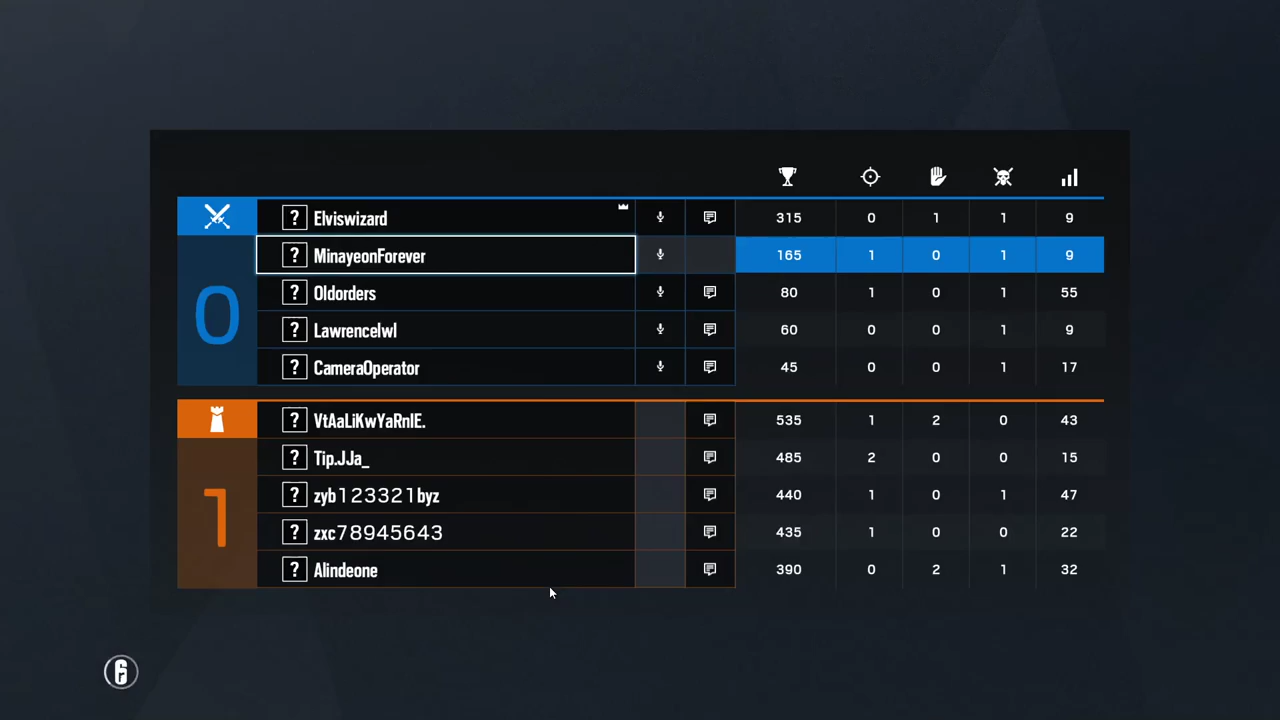 Elviswizard 315 0 1 1 9
MinayeonForever 165 1 0 1 9
Oldorders 80 1 0 1 55
Lawrencelwl 60 0 0 1 9
CameraOperator 45 0 0 1 17
0
VtAaLiKwYaRnIE. 535 1 2 0 43
Tip.JJa_ 485 2 0 0 15
zyb123321byz 440 1 0 1 47
zxc78945643 435 1 0 0 22
Alindeone 390 0 2 1 32
1